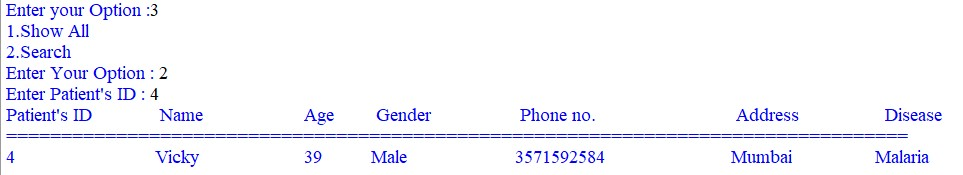 Enter your Option :3
1.Show All
2.Search
Enter Your Option : 2
Enter Patient's ID : 4
Patient's ID Name Age Gender Phone no. Address Disease
==================================================================================
4 Vicky 39 Male 3571592584 Mumbai Malaria